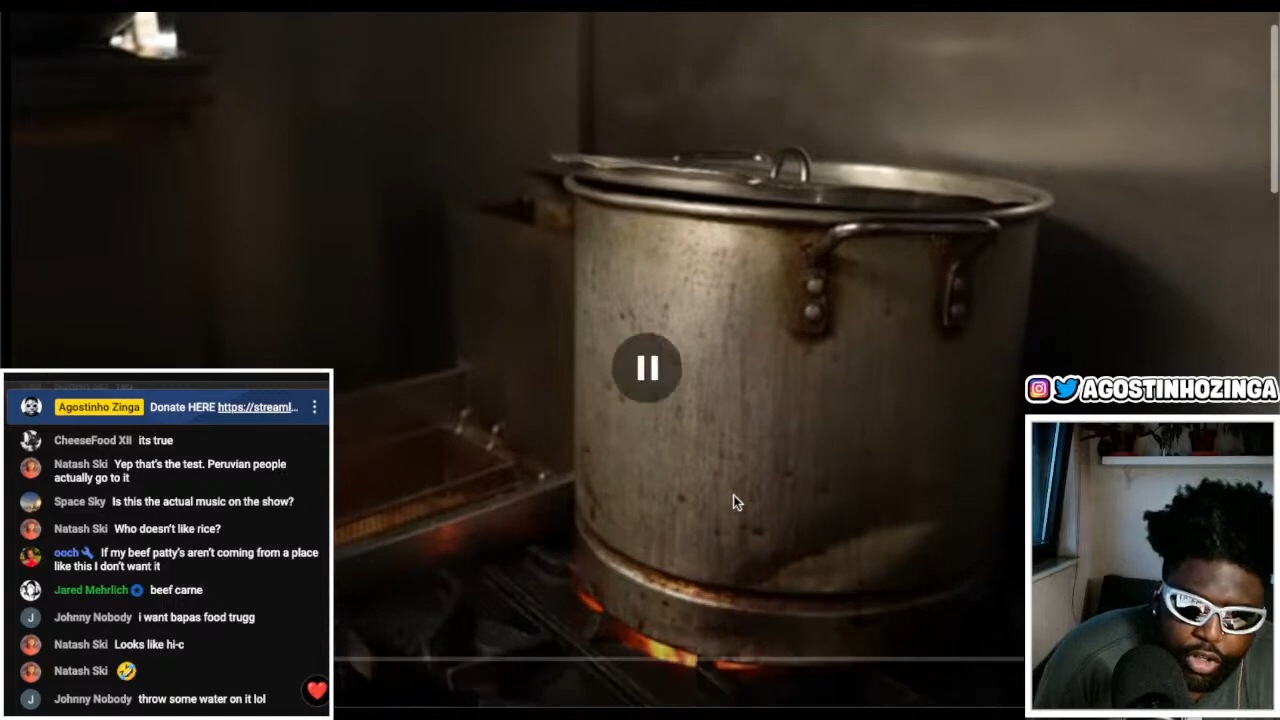 Agostinho Zinga Donate HERE https://streaml...
CheeseFood XII its true
Natash Ski Yep that's the test. Peruvian people
actually go to it
Space Sky Is this the actual music on the show?
Natash Ski Who doesn't like rice?
ooch If my beef patty's aren't coming from a place
like this I don't want it
Jared Mehrlich beef carne
Johnny Nobody i want bapas food trugg
Natash Ski Looks like hi-c
Natash Ski 🤣
Johnny Nobody throw some water on it lol
AGOSTINHOZINGA